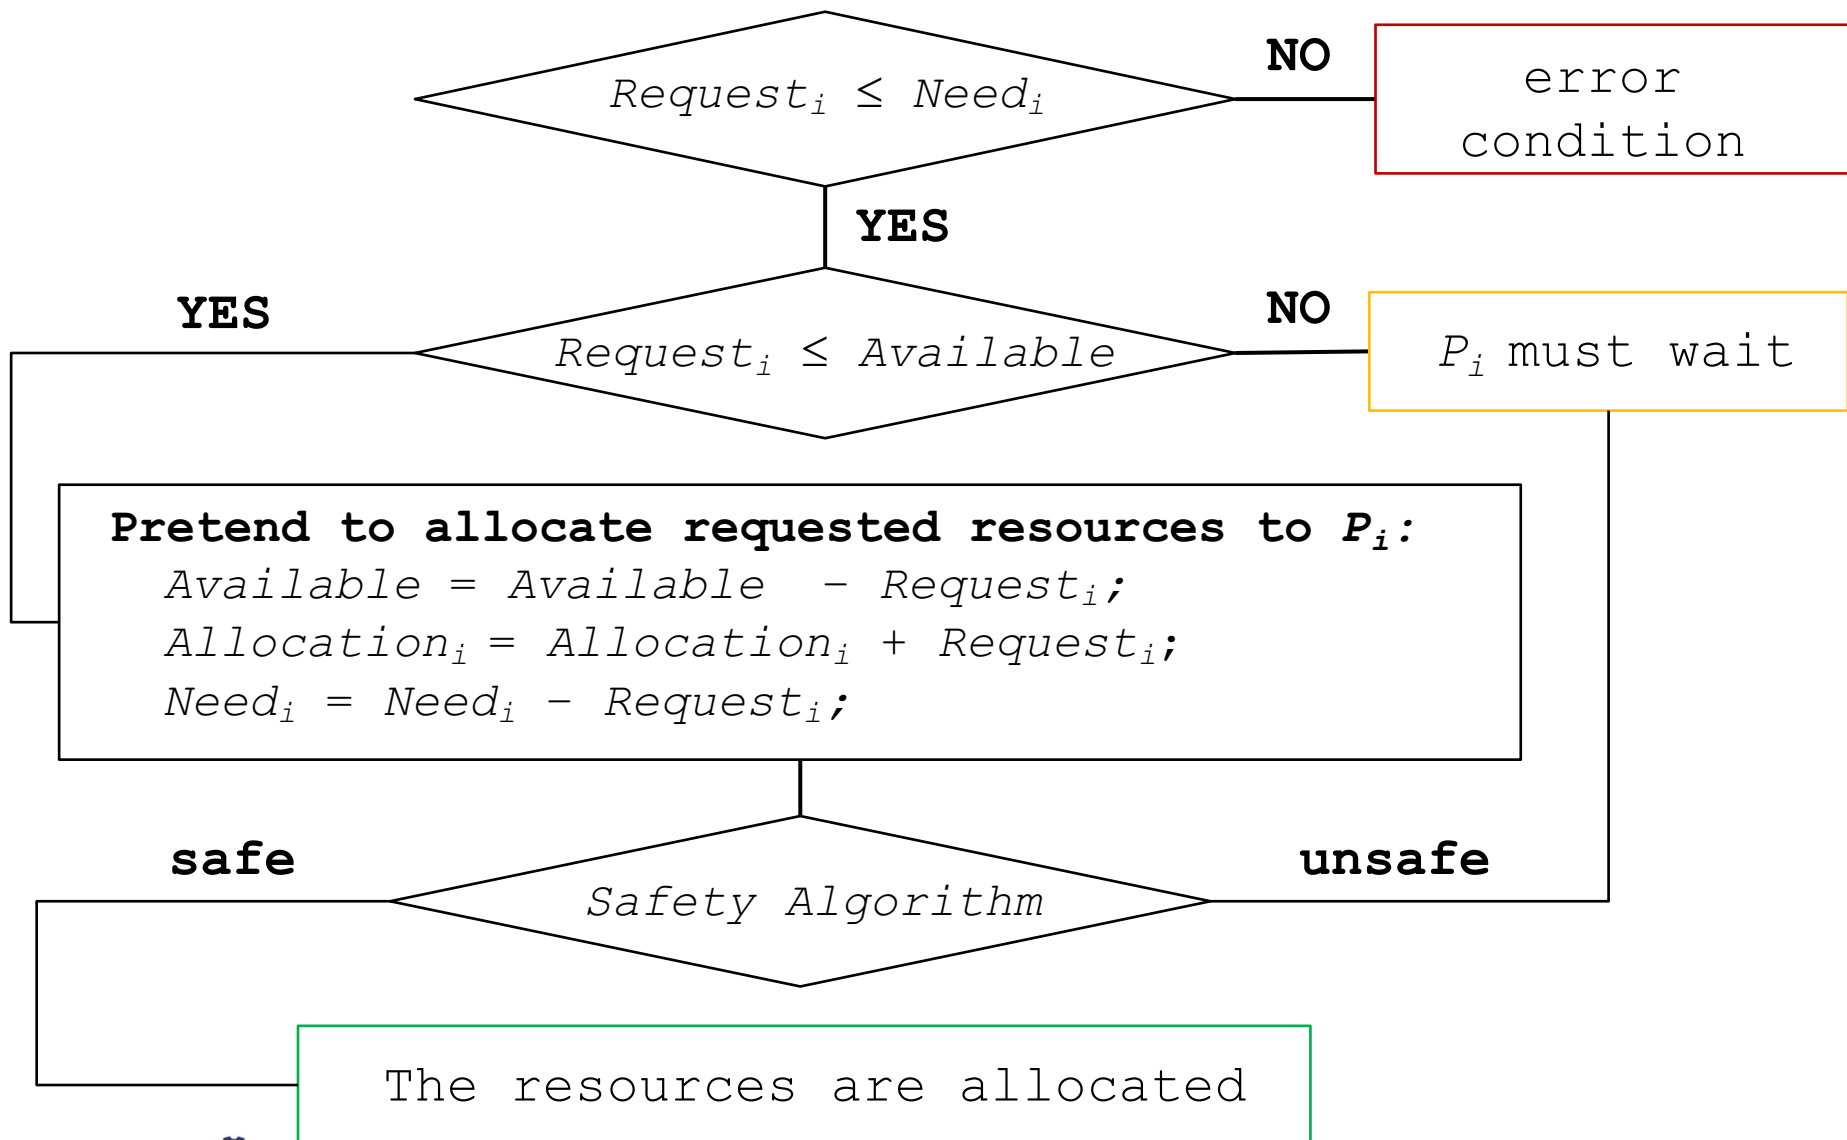 Requestᵢ ≤ Needᵢ
NO
error
condition
YES
YES
Requestᵢ ≤ Available
NO
Pᵢ must wait
Pretend to allocate requested resources to Pᵢ:
Available = Available – Requestᵢ;
Allocationᵢ = Allocationᵢ + Requestᵢ;
Needᵢ = Needᵢ – Requestᵢ;
safe
Safety Algorithm
unsafe
The resources are allocated